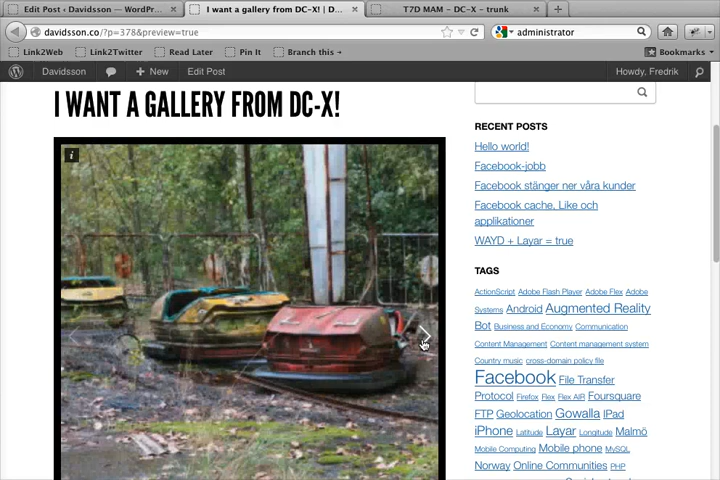 Edit Post ‹ Davidsson — WordPr...
I want a gallery from DC-X! | D...
T7D MAM - DC-X - trunk
davidsson.co/?p=378&preview=true
administrator
Link2Web
Link2Twitter
Read Later
Pin It
Branch this →
Bookmarks
Davidsson
+ New
Edit Post
Howdy, Fredrik
I WANT A GALLERY FROM DC-X!
i
RECENT POSTS
Hello world!
Facebook-jobb
Facebook stänger ner våra kunder
Facebook cache, Like och
applikationer
WAYD + Layar = true
TAGS
ActionScript Adobe Flash Player Adobe Flex Adobe
Systems Android Augmented Reality
Bot Business and Economy Communication
Content Management Content management system
Country music cross-domain policy file
Facebook File Transfer
Protocol Firefox Flex Flex AIR Foursquare
FTP Geolocation Gowalla IPad
iPhone Latitude Layar Longitude Malmö
Mobile Computing Mobile phone MySQL
Norway Online Communities PHP